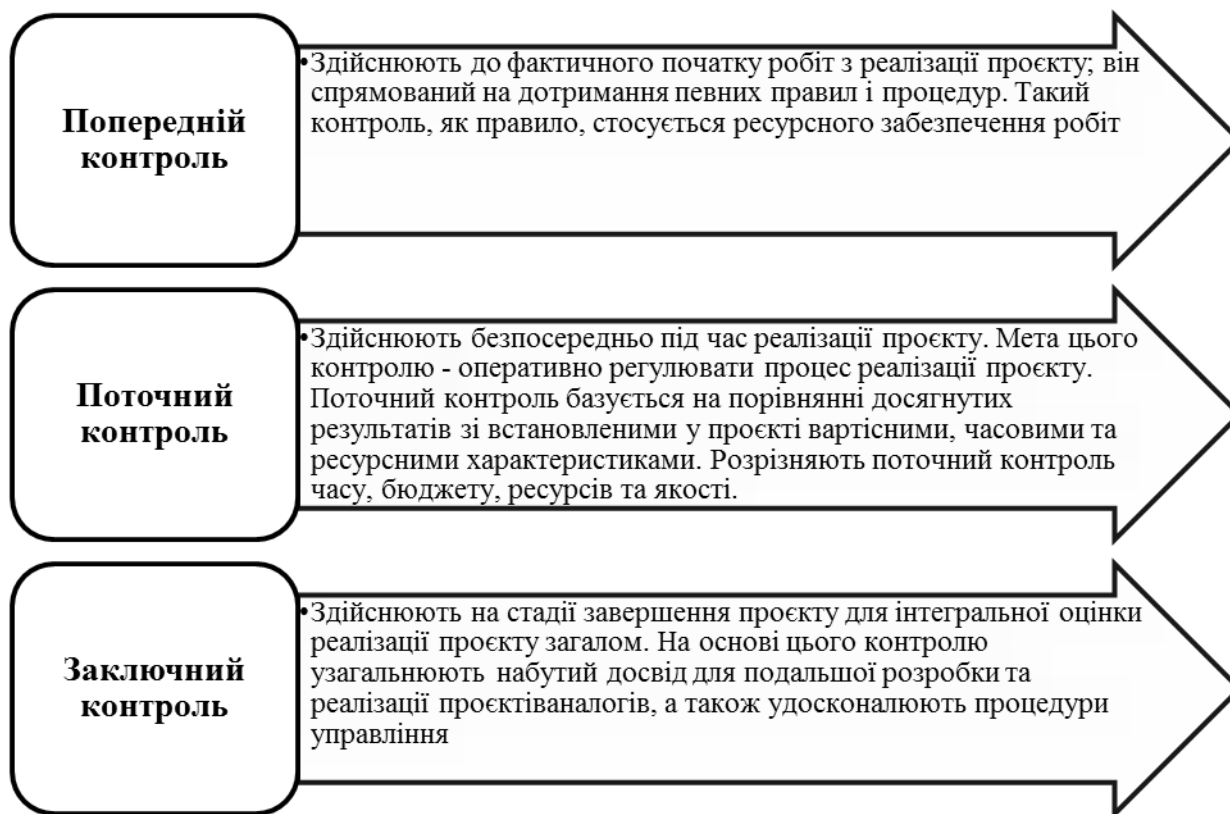 Попередній
контроль
•Здійснюють до фактичного початку робіт з реалізації проєкту; він
спрямований на дотримання певних правил і процедур. Такий
контроль, як правило, стосується ресурсного забезпечення робіт
Поточний
контроль
•Здійснюють безпосередньо під час реалізації проєкту. Мета цього
контролю - оперативно регулювати процес реалізації проєкту.
Поточний контроль базується на порівнянні досягнутих
результатів зі встановленими у проєкті вартісними, часовими та
ресурсними характеристиками. Розрізняють поточний контроль
часу, бюджету, ресурсів та якості.
Заключний
контроль
•Здійснюють на стадії завершення проєкту для інтегральної оцінки
реалізації проєкту загалом. На основі цього контролю
узагальнюють набутий досвід для подальшої розробки та
реалізації проєктіваналогів, а також удосконалюють процедури
управління